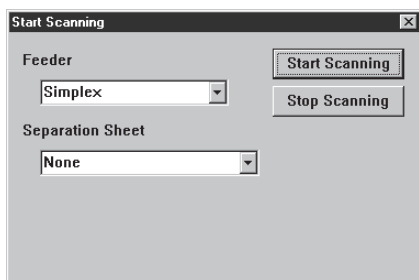 Start Scanning
Feeder
Start Scanning
Simplex
Stop Scanning
Separation Sheet
None